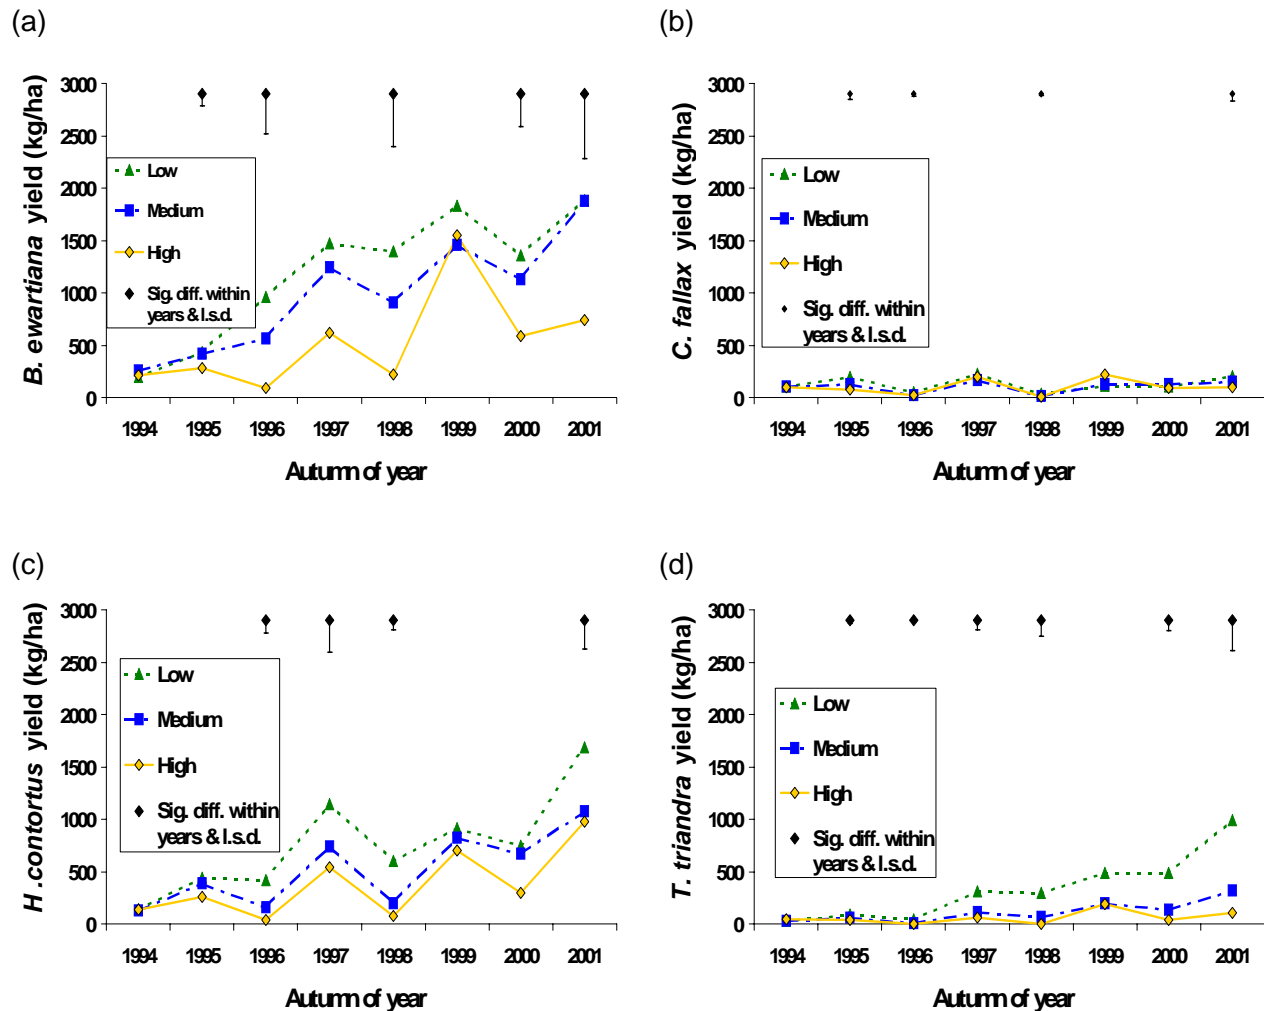 (a)
B. ewartiana yield (kg/ha)
3000
2500
2000
1500
1000
500
0
Low
Medium
High
Sig. diff. within
years & l.s.d.
1994 1995 1996 1997 1998 1999 2000 2001
Autumn of year
(b)
C. fallax yield (kg/ha)
3000
2500
2000
1500
1000
500
0
Low
Medium
High
Sig. diff. within
years & l.s.d.
1994 1995 1996 1997 1998 1999 2000 2001
Autumn of year
(c)
H .contortus yield (kg/ha)
3000
2500
2000
1500
1000
500
0
Low
Medium
High
Sig. diff. within
years & l.s.d.
1994 1995 1996 1997 1998 1999 2000 2001
Autumn of year
(d)
T. triandra yield (kg/ha)
3000
2500
2000
1500
1000
500
0
Low
Medium
High
Sig. diff. within
years & l.s.d.
1994 1995 1996 1997 1998 1999 2000 2001
Autumn of year